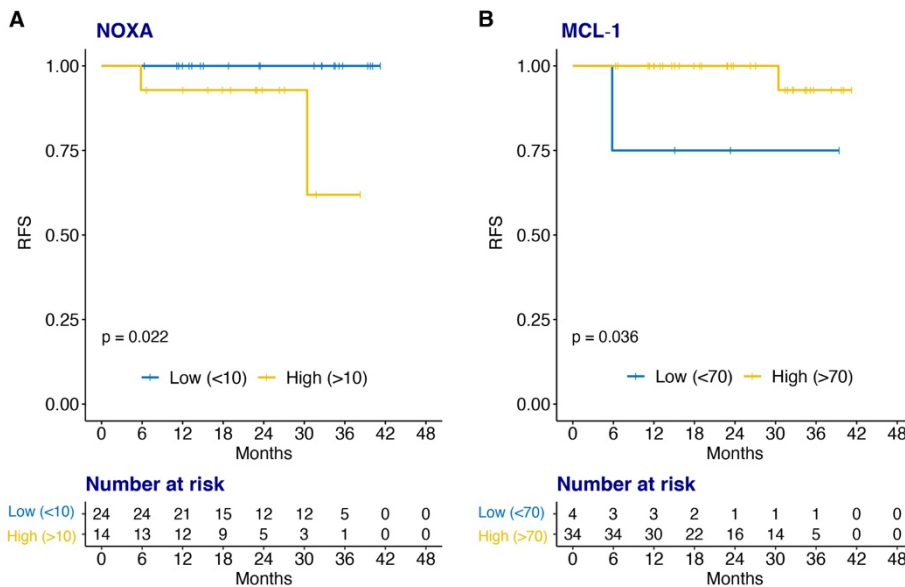 A
NOXA
1.00
0.75
0.50
0.25
0.00
RFS
p = 0.022
Low (<10) High (>10)
0 6 12 18 24 30 36 42 48
Months
Number at risk
Low (<10) 24 24 21 15 12 12 5 0 0
High (>10) 14 13 12 9 5 3 1 0 0
0 6 12 18 24 30 36 42 48
Months
B
MCL-1
1.00
0.75
0.50
0.25
0.00
RFS
p = 0.036
Low (<70) High (>70)
0 6 12 18 24 30 36 42 48
Months
Number at risk
Low (<70) 4 3 3 2 1 1 1 0 0
High (>70) 34 34 30 22 16 14 5 0 0
0 6 12 18 24 30 36 42 48
Months